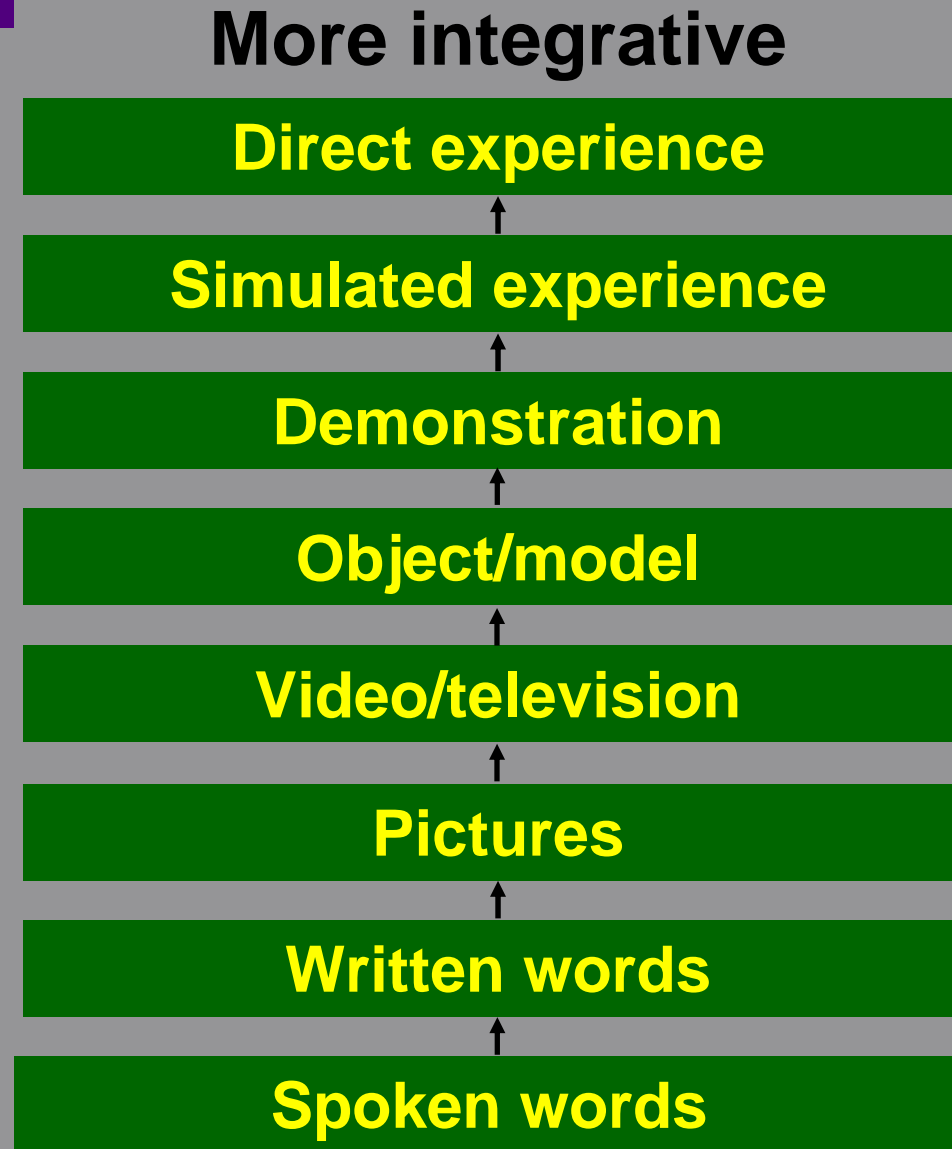 More integrative
Direct experience
Simulated experience
Demonstration
Object/model
Video/television
Pictures
Written words
Spoken words